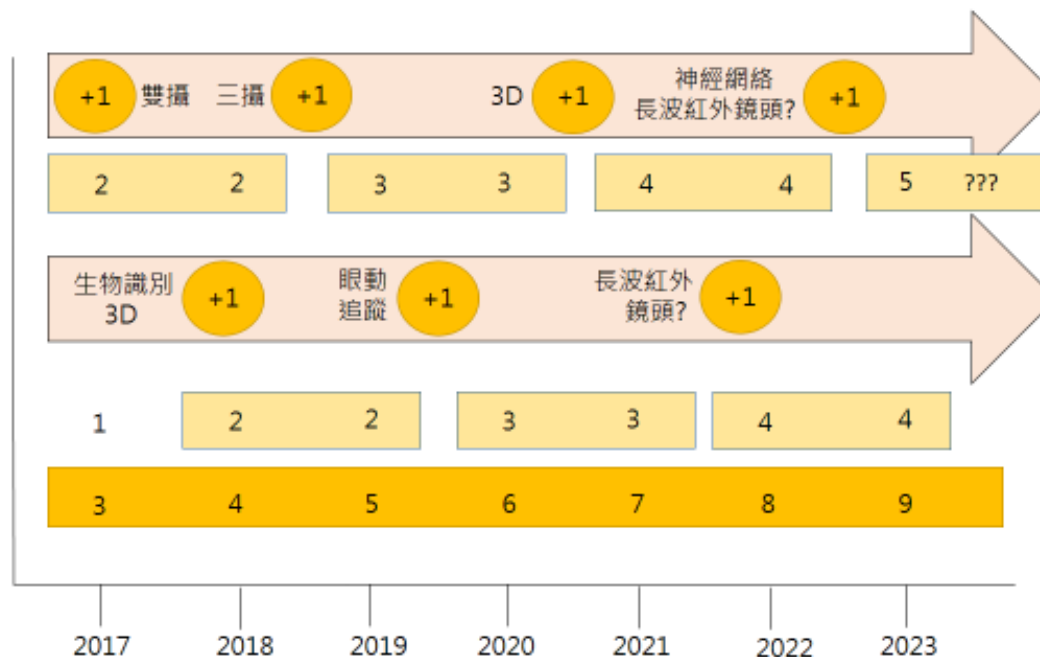 +1 雙攝 三攝 +1 3D +1 神經網絡
長波紅外鏡頭? +1
2 2 3 3 4 4 5 ???
生物識別
3D +1 眼動
追蹤 +1 長波紅外
鏡頭? +1
1 2 2 3 3 4 4
3 4 5 6 7 8 9
2017 2018 2019 2020 2021 2022 2023